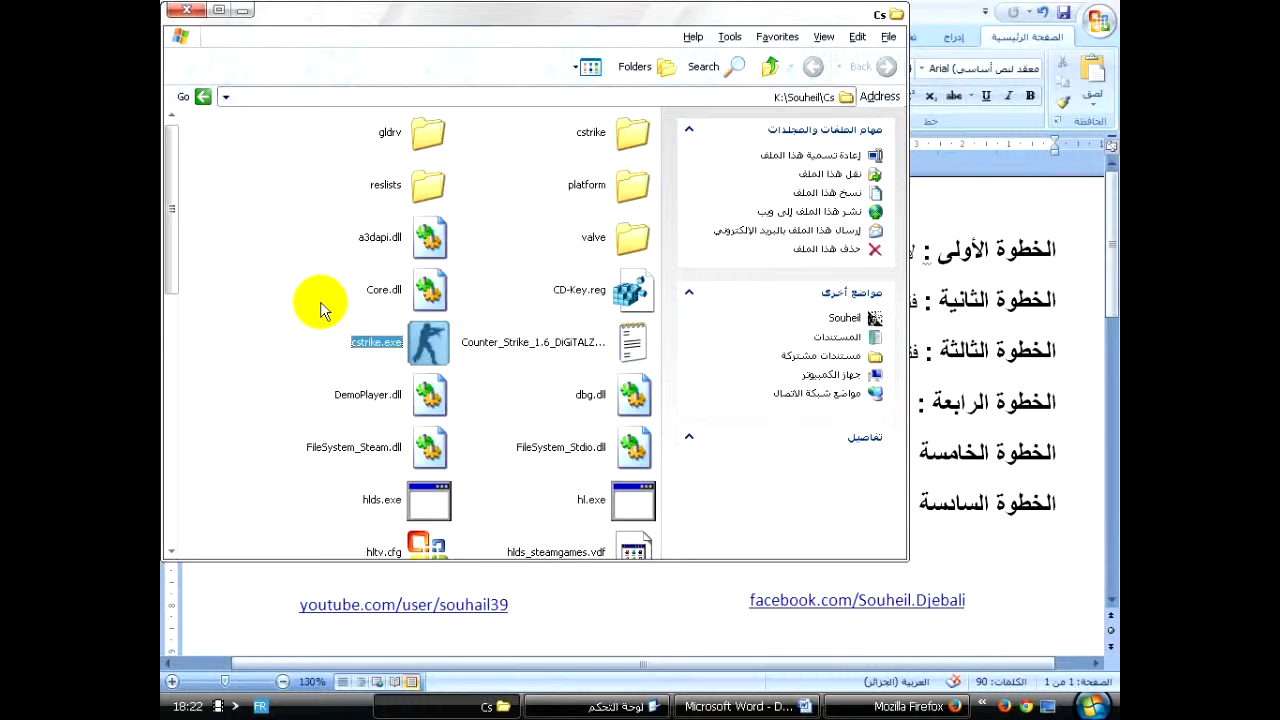 Cs
الصفحة الرئيسية
إدراج
Help Tools Favorites View Edit File
Folders Search Back
معقد لنص أساسي) Arial
لصق
خط
الحافظة
Go K:\Souheil\Cs Address
gldrv
cstrike
reslists
platform
a3dapi.dll
valve
Core.dll
CD-Key.reg
cstrike.exe
Counter_Strike_1.6_DiGiTALZ...
DemoPlayer.dll
dbg.dll
FileSystem_Steam.dll
FileSystem_Stdio.dll
hlds.exe
hl.exe
hltv.cfg
hlds_steamgames.vdf
مهام الملفات والمجلدات
إعادة تسمية هذا الملف
نقل هذا الملف
نسخ هذا الملف
نشر هذا الملف إلى ويب
إرسال هذا الملف بالبريد الإلكتروني
حذف هذا الملف
مواضع أخرى
Souheil
المستندات
مستندات مشتركة
جهاز الكمبيوتر
مواضع شبكة الاتصال
تفاصيل
الخطوة الأولى :
الخطوة الثانية :
الخطوة الثالثة :
الخطوة الرابعة :
الخطوة الخامسة
الخطوة السادسة
youtube.com/user/souhail39
facebook.com/Souheil.Djebali
130%
العربية (الجزائر)
الكلمات: 90
الصفحة: 1 من 1
18:22
FR
Cs
لوحة التحكم
Microsoft Word - D...
Mozilla Firefox